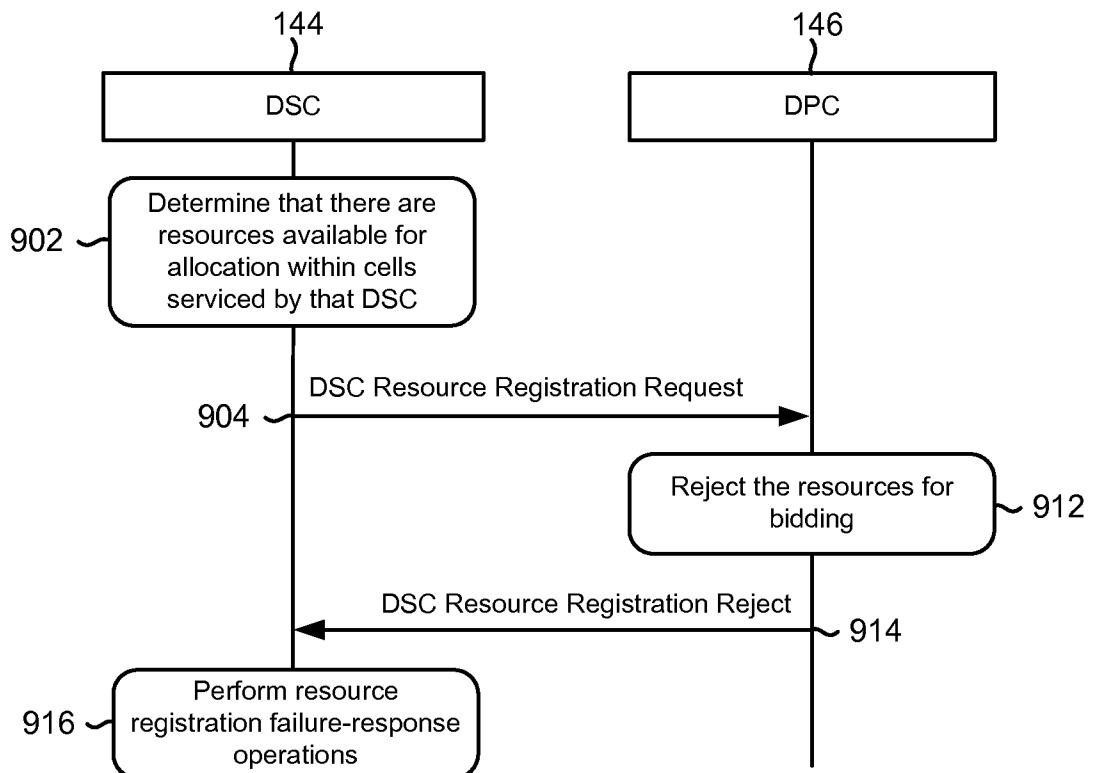 144
146
DSC
DPC
Determine that there are
resources available for
allocation within cells
serviced by that DSC
902
DSC Resource Registration Request
904
Reject the resources for
bidding
912
DSC Resource Registration Reject
914
Perform resource
registration failure-response
operations
916